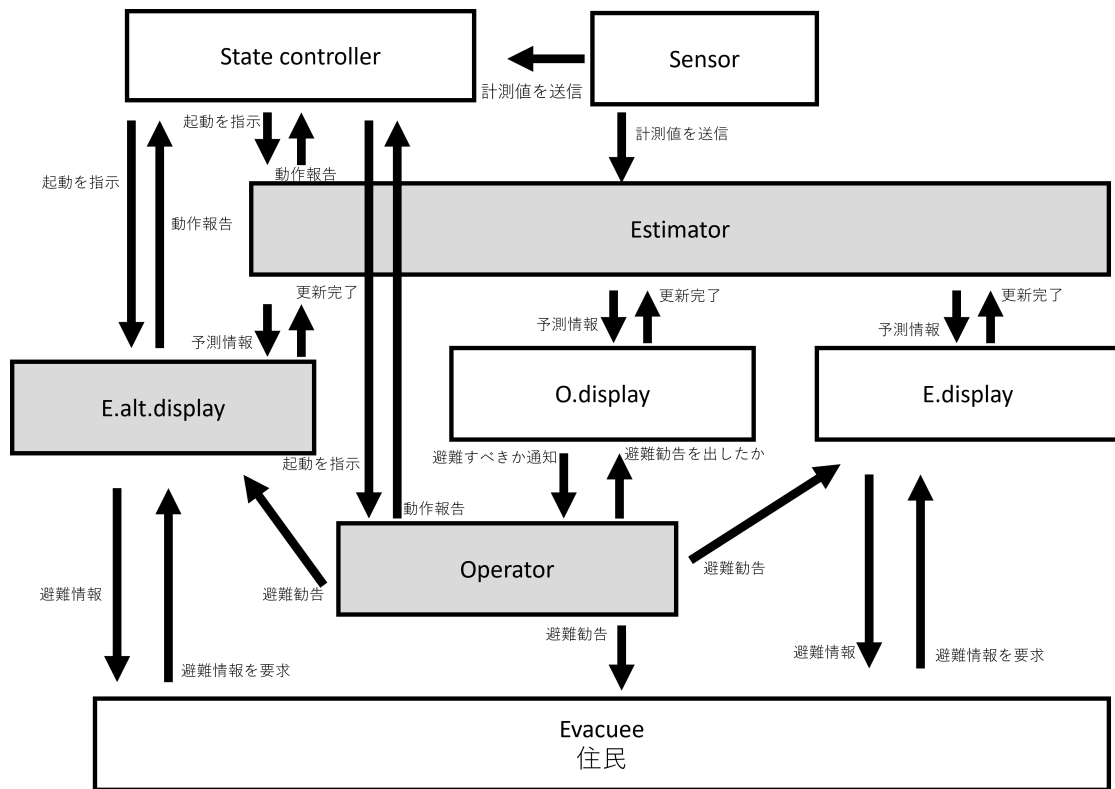 State controller
Sensor
計測値を送信
起動を指示
計測値を送信
起動を指示
動作報告
動作報告
Estimator
更新完了
更新完了
更新完了
予測情報
予測情報
予測情報
E.alt.display
O.display
E.display
起動を指示
避難すべきか通知
避難勧告を出したか
動作報告
Operator
避難勧告
避難勧告
避難情報
避難勧告
避難情報
避難情報を要求
避難情報を要求
Evacuee
住民